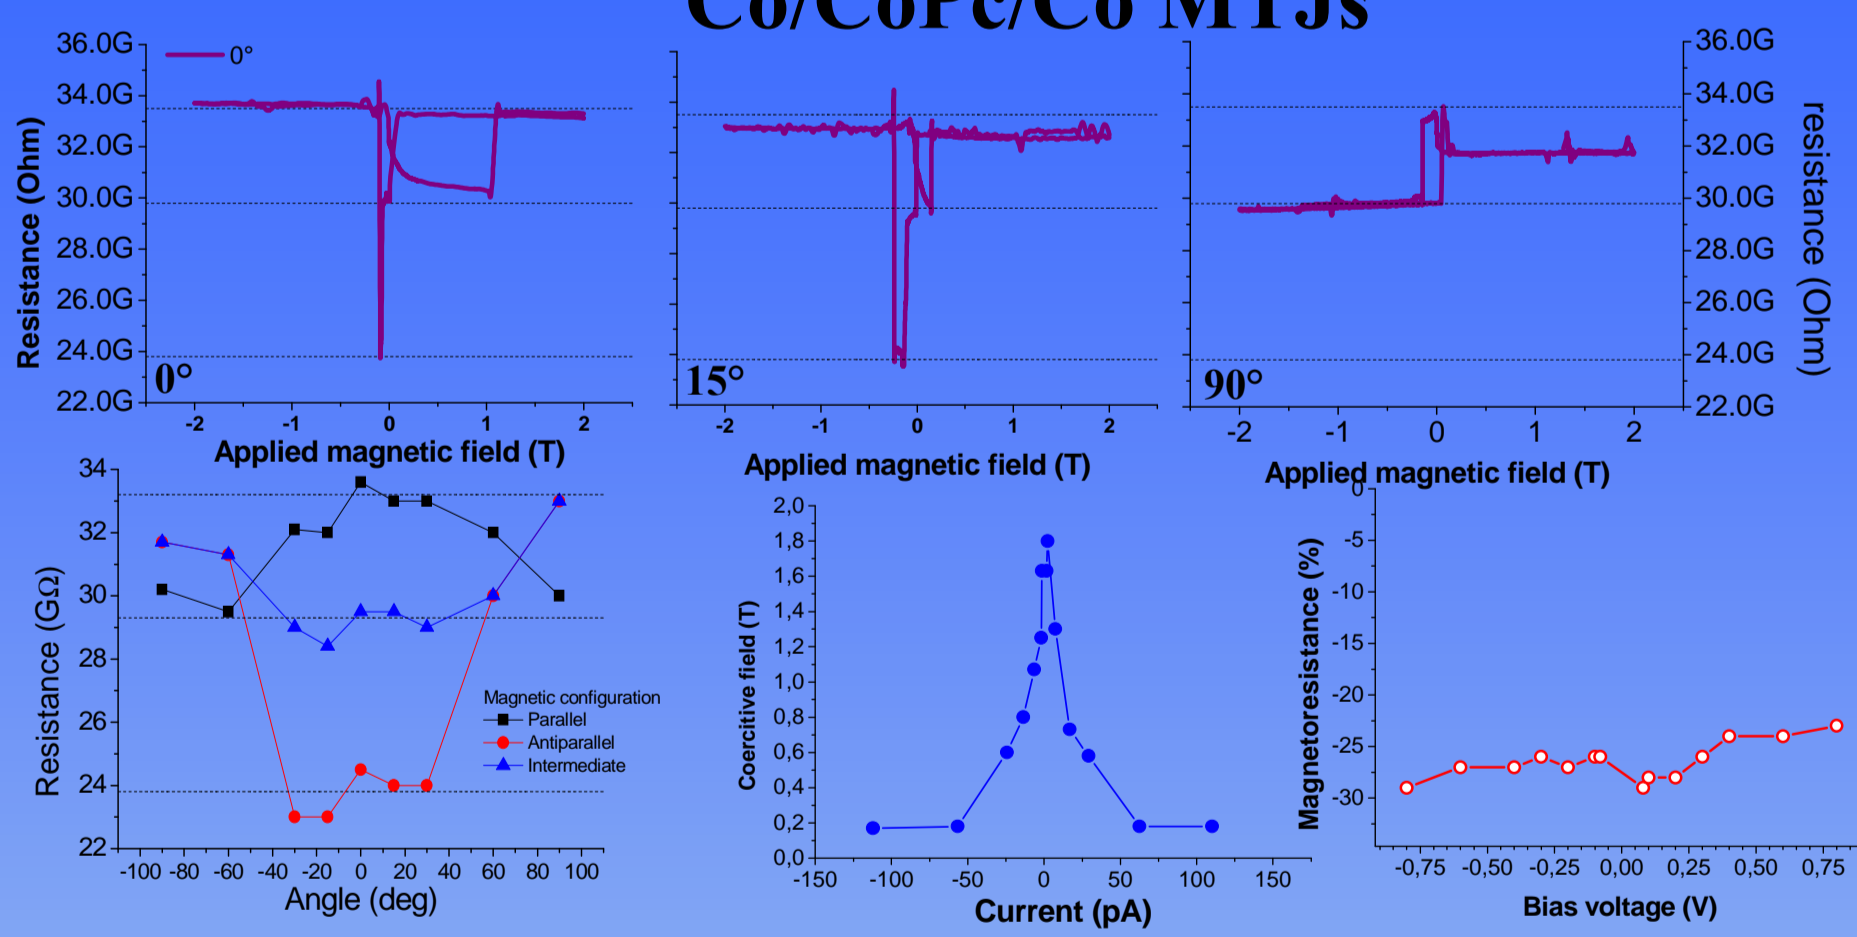 Co/CoPc/Co MTJs
36.0G
34.0G
32.0G
30.0G
28.0G
26.0G
24.0G
22.0G
Resistance (Ohm)
0°
0°
-2 -1 0 1 2
Applied magnetic field (T)
15°
-2 -1 0 1 2
Applied magnetic field (T)
90°
-2 -1 0 1 2
Applied magnetic field (T)
36.0G
34.0G
32.0G
30.0G
28.0G
26.0G
24.0G
22.0G
resistance (Ohm)
34
32
30
28
26
24
22
Resistance (GΩ)
Magnetic configuration
Parallel
Antiparallel
Intermediate
-100 -80 -60 -40 -20 0 20 40 60 80 100
Angle (deg)
2,0
1,8
1,6
1,4
1,2
1,0
0,8
0,6
0,4
0,2
0,0
Coercitive field (T)
-150 -100 -50 0 50 100 150
Current (pA)
0
-5
-10
-15
-20
-25
-30
Magnetoresistance (%)
-0,75 -0,50 -0,25 0,00 0,25 0,50 0,75
Bias voltage (V)